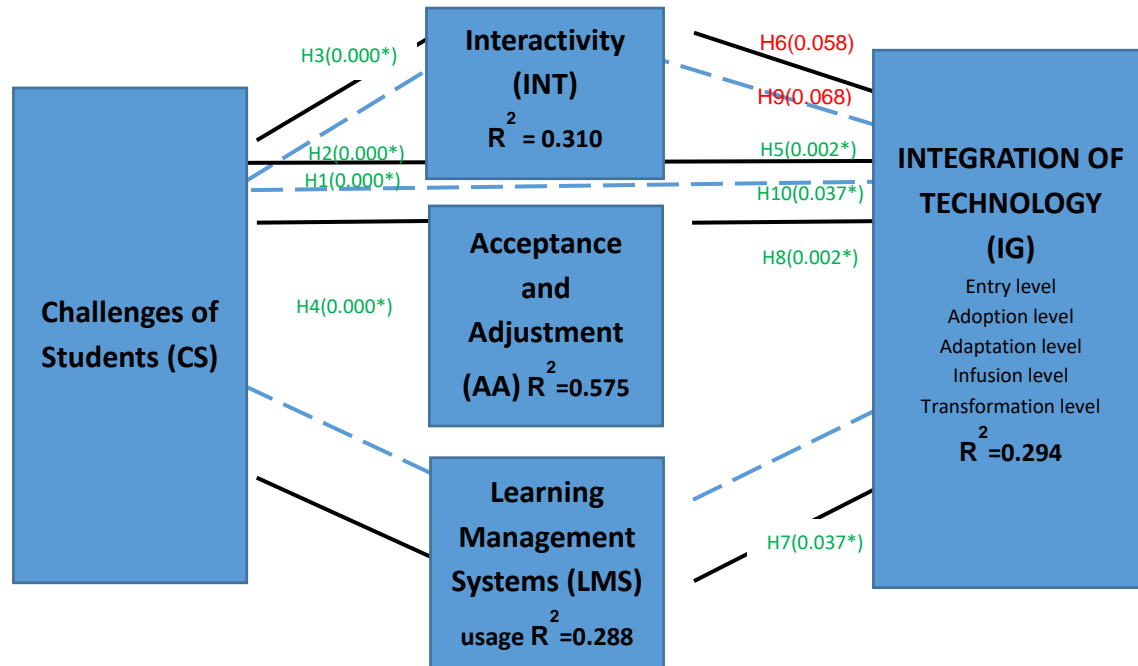 Challenges of
Students (CS)
H3(0.000*)
H2(0.000*)
H1(0.000*)
H4(0.000*)
Interactivity
(INT)
R² = 0.310
Acceptance
and
Adjustment
(AA) R²=0.575
Learning
Management
Systems (LMS)
usage R²=0.288
H6(0.058)
H9(0.068)
H5(0.002*)
H10(0.037*)
H8(0.002*)
H7(0.037*)
INTEGRATION OF
TECHNOLOGY
(IG)
Entry level
Adoption level
Adaptation level
Infusion level
Transformation level
R²=0.294